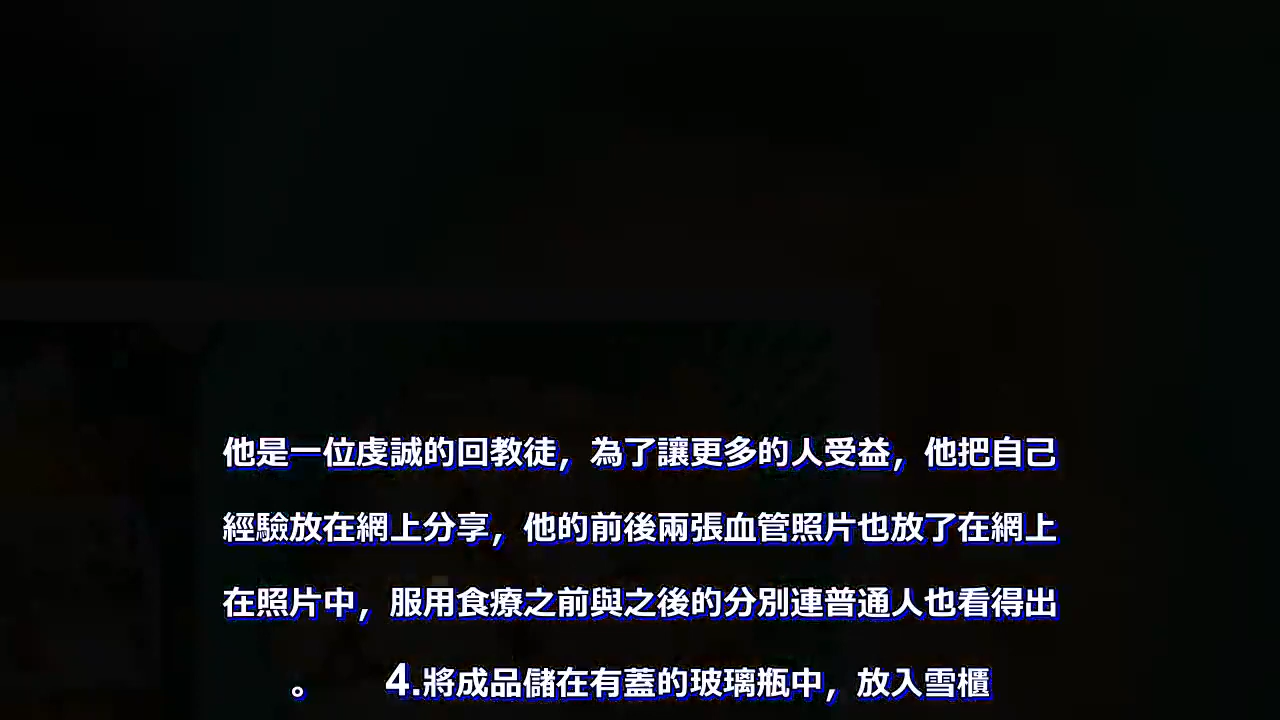 他是一位虔誠的回教徒，為了讓更多的人受益，他把自己
經驗放在網上分享，他的前後兩張血管照片也放了在網上
在照片中，服用食療之前與之後的分別連普通人也看得出
。 4.將成品儲在有蓋的玻璃瓶中，放入雪櫃